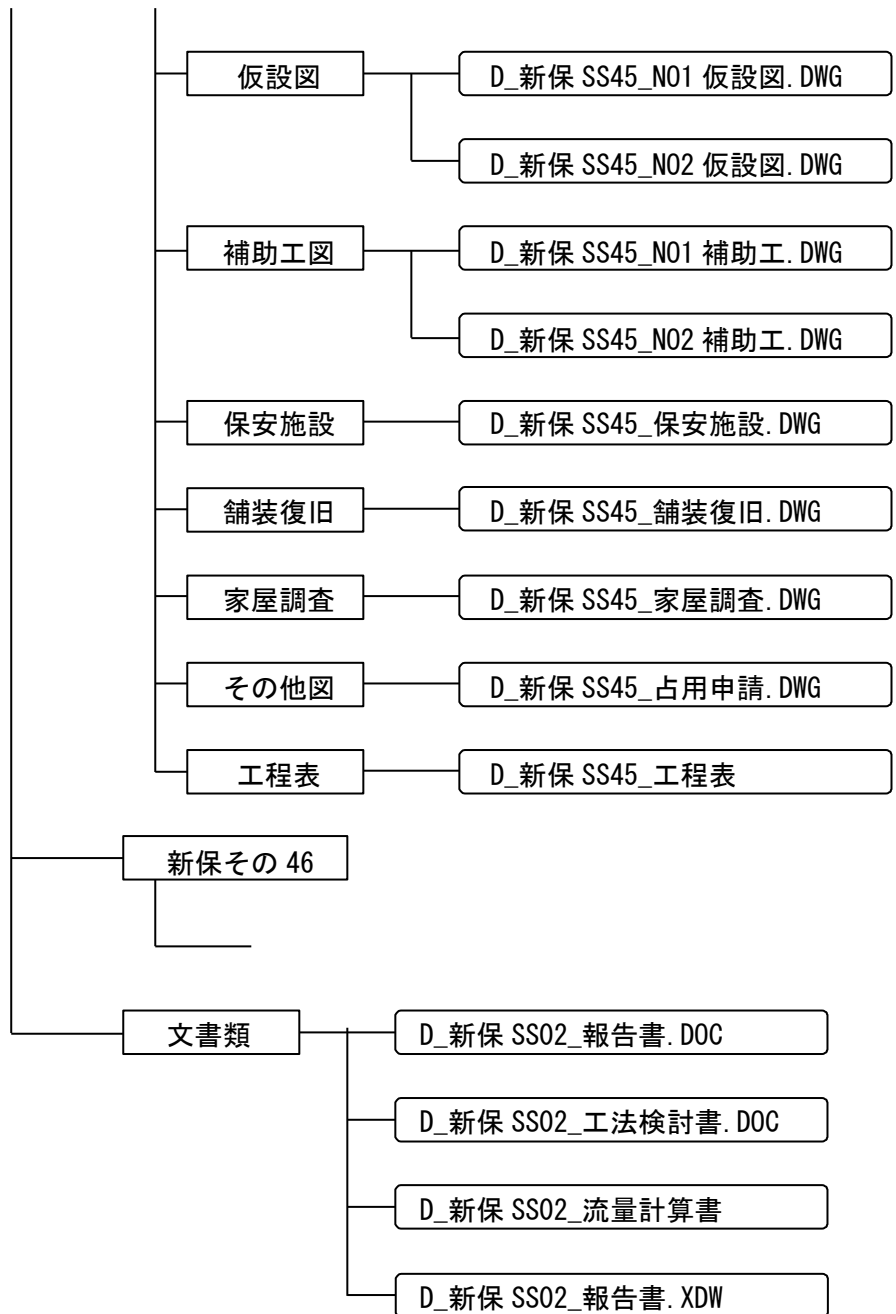 仮設図 D_新保 SS45_NO1 仮設図.DWG
D_新保 SS45_NO2 仮設図.DWG
補助工図 D_新保 SS45_NO1 補助工.DWG
D_新保 SS45_NO2 補助工.DWG
保安施設 D_新保 SS45_保安施設.DWG
舗装復旧 D_新保 SS45_舗装復旧.DWG
家屋調査 D_新保 SS45_家屋調査.DWG
その他図 D_新保 SS45_占用申請.DWG
工程表 D_新保 SS45_工程表
新保その 46
文書類 D_新保 SS02_報告書.DOC
D_新保 SS02_工法検討書.DOC
D_新保 SS02_流量計算書
D_新保 SS02_報告書.XDW